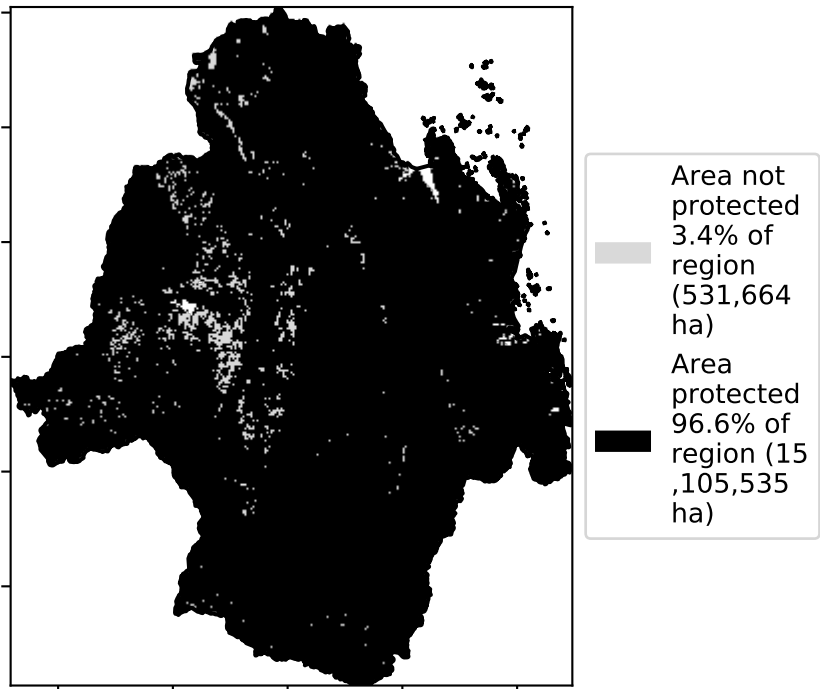 Area not
protected
3.4% of
region
(531,664
ha)
Area
protected
96.6% of
region (15
,105,535
ha)